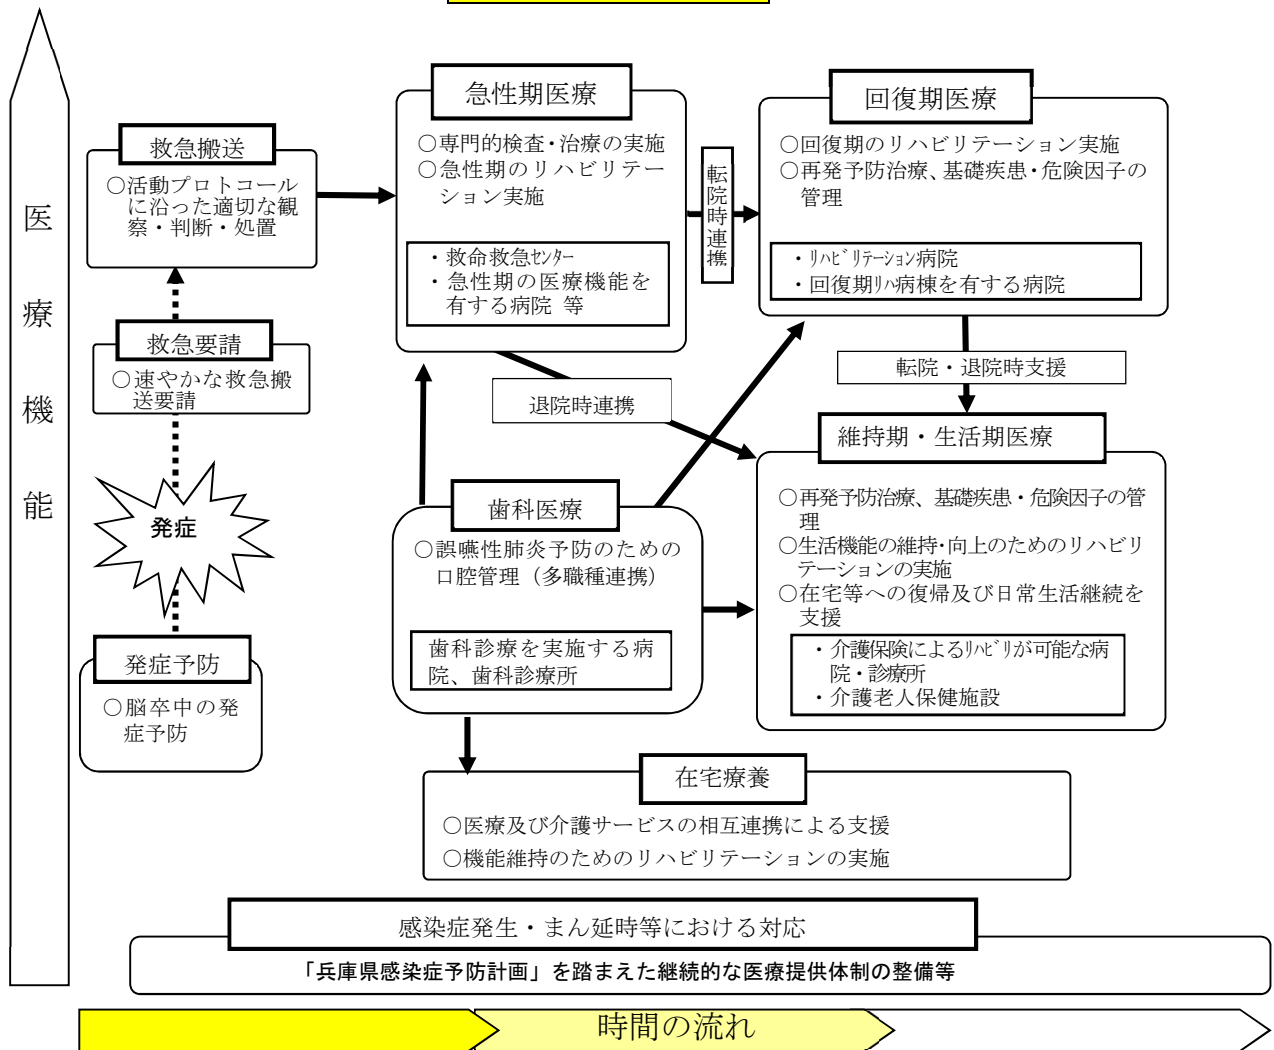 医療機能
救急搬送
○活動プロトコール
に沿った適切な観
察・判断・処置
救急要請
○速やかな救急搬
送要請
発症
発症予防
○脳卒中の発
症予防
急性期医療
○専門的検査・治療の実施
○急性期のリハビリテー
ション実施
・救命救急ｾﾝﾀｰ
・急性期の医療機能を
有する病院 等
転院時連携
回復期医療
○回復期のリハビリテーション実施
○再発予防治療、基礎疾患・危険因子の
管理
・ﾘﾊﾋﾞﾘﾃｰｼｮﾝ病院
・回復期ﾘﾊ病棟を有する病院
転院・退院時支援
退院時連携
維持期・生活期医療
○再発予防治療、基礎疾患・危険因子の管
理
○生活機能の維持・向上のためのリハビリ
テーションの実施
○在宅等への復帰及び日常生活継続を
支援
・介護保険によるﾘﾊﾋﾞﾘが可能な病
院・診療所
・介護老人保健施設
歯科医療
○誤嚥性肺炎予防のための
口腔管理（多職種連携）
歯科診療を実施する病
院、歯科診療所
在宅療養
○医療及び介護サービスの相互連携による支援
○機能維持のためのリハビリテーションの実施
感染症発生・まん延時等における対応
「兵庫県感染症予防計画」を踏まえた継続的な医療提供体制の整備等
時間の流れ